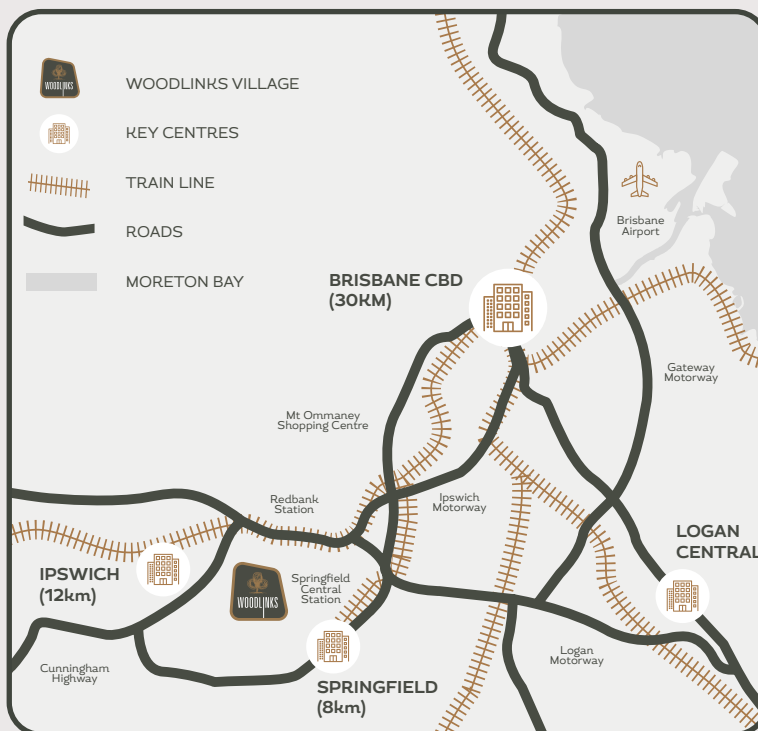 WOODLINKS
WOODLINKS VILLAGE
KEY CENTRES
TRAIN LINE
ROADS
MORETON BAY
Brisbane
Airport
BRISBANE CBD
(30KM)
Gateway
Motorway
Mt Ommaney
Shopping Centre
Redbank
Station
Ipswich
Motorway
LOGAN
CENTRAL
IPSWICH
(12km)
Springfield
Central
Station
WOODLINKS
Cunningham
Highway
Logan
Motorway
SPRINGFIELD
(8km)